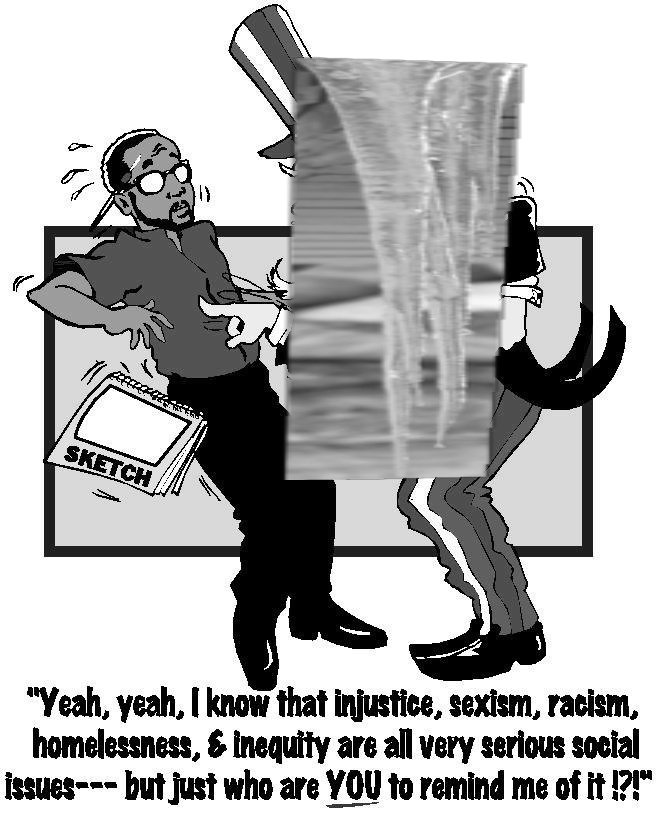 SKETCH
"Yeah, yeah, I know that injustice, sexism, racism,
homelessness, & inequity are all very serious social
issues--- but just who are YOU to remind me of it !?!"